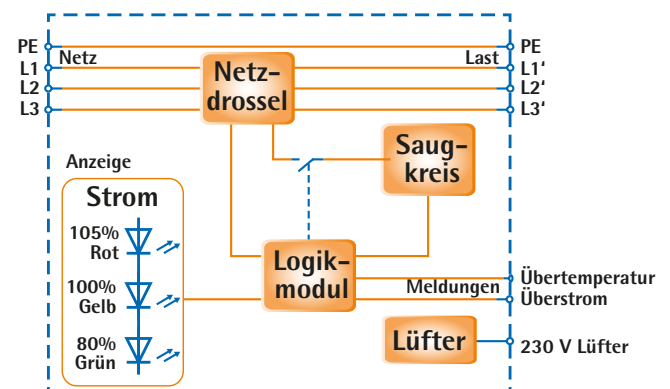 PE
Netz
Last
PE
L1
L1'
L2
L2'
L3
L3'
Netz-
drossel
Saug-
kreis
Anzeige
Strom
105%
Rot
100%
Gelb
80%
Grün
Logik-
modul
Meldungen
Übertemperatur
Überstrom
Lüfter
230 V Lüfter